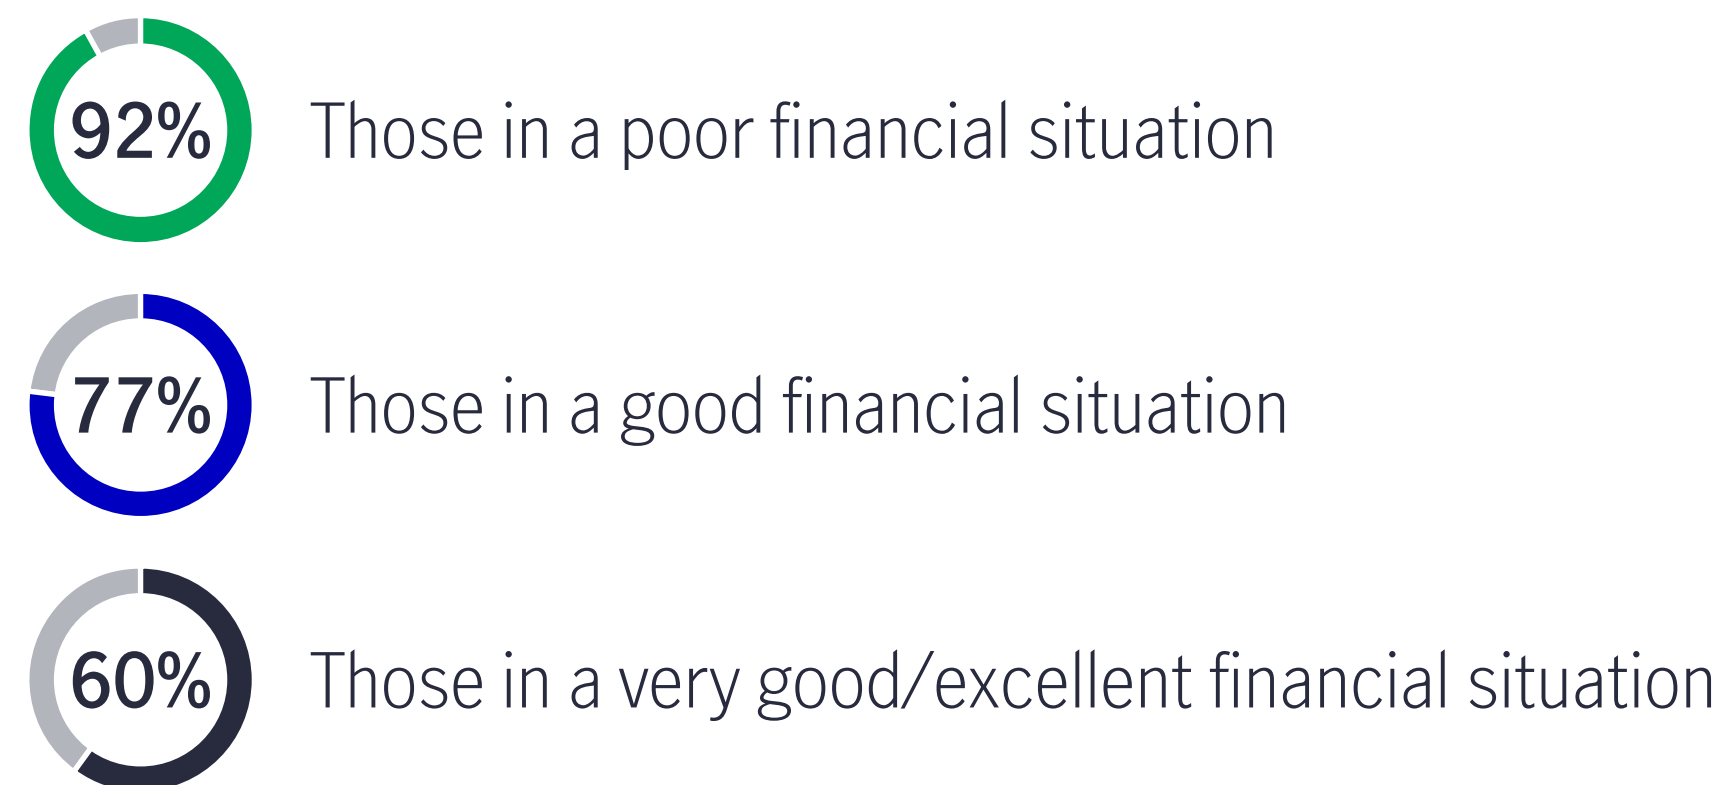 92% Those in a poor financial situation
77% Those in a good financial situation
60% Those in a very good/excellent financial situation